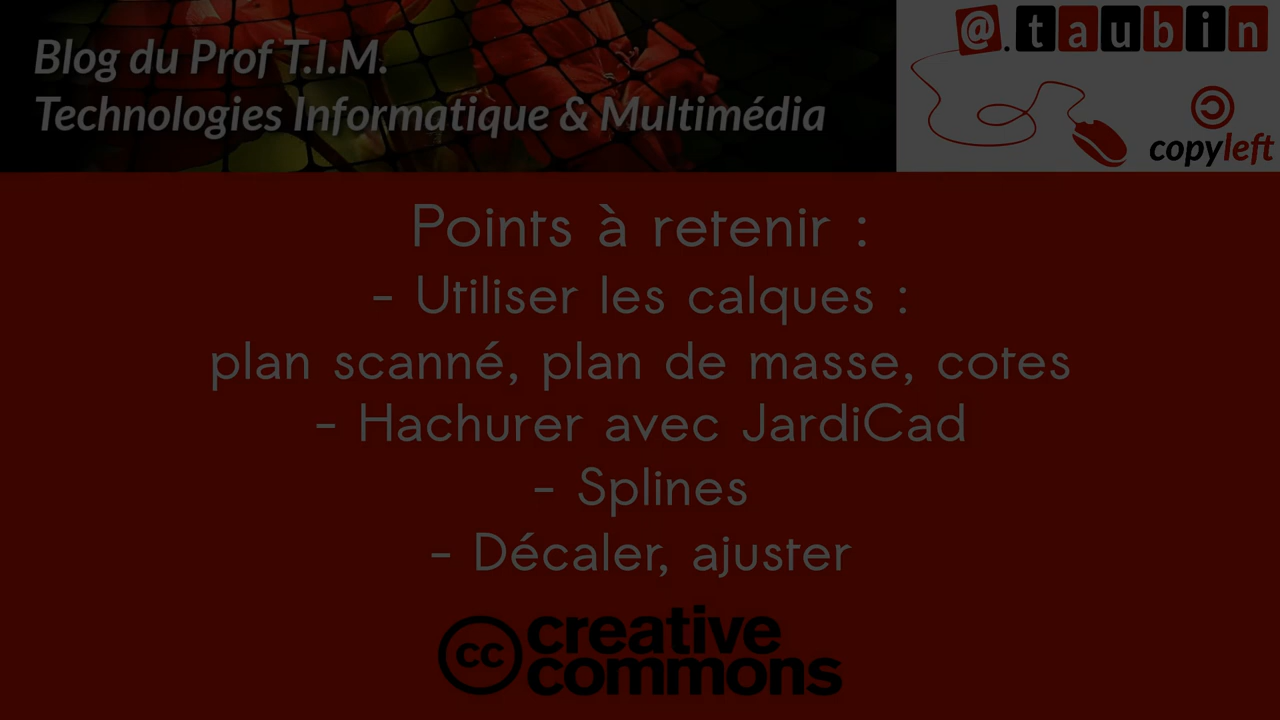 Blog du Prof T.I.M.
Technologies Informatique & Multimédia
@.taubin
copyleft
Points à retenir :
- Utiliser les calques :
plan scanné, plan de masse, cotes
- Hachurer avec JardiCad
- Splines
- Décaler, ajuster
cc creative
commons